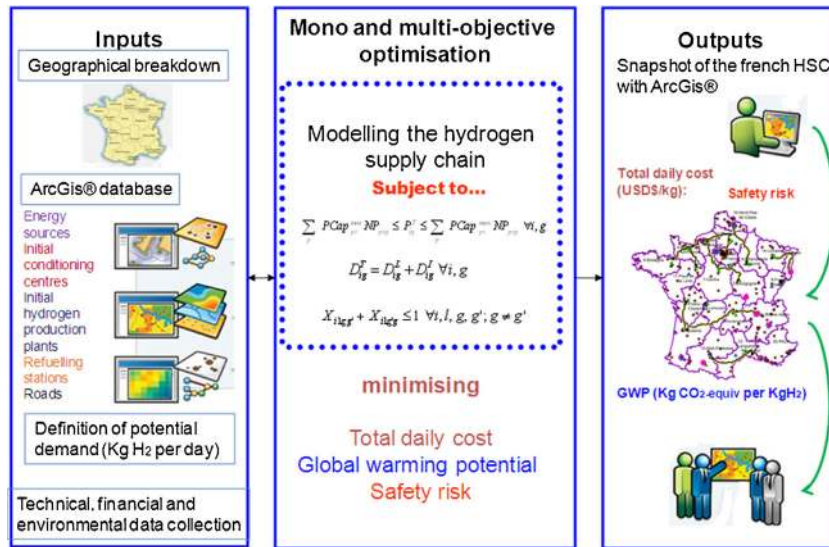 Inputs
Geographical breakdown
ArcGis® database
Energy
sources
Initial
conditioning
centres
Initial
hydrogen
production
plants
Refuelling
stations
Roads
Definition of potential
demand (Kg H2 per day)
Technical, financial and
environmental data collection
Mono and multi-objective
optimisation
Modelling the hydrogen
supply chain
Subject to...
D^T_ig = D^L_ig + D^I_ig ∀i, g
X_ilgg' + X_ilg'g ≤ 1 ∀i, l, g, g'; g ≠ g'
minimising
Total daily cost
Global warming potential
Safety risk
Outputs
Snapshot of the french HSC
with ArcGis®
Total daily cost
(USD$/kg):
Safety risk
GWP (Kg CO2-equiv per KgH2)